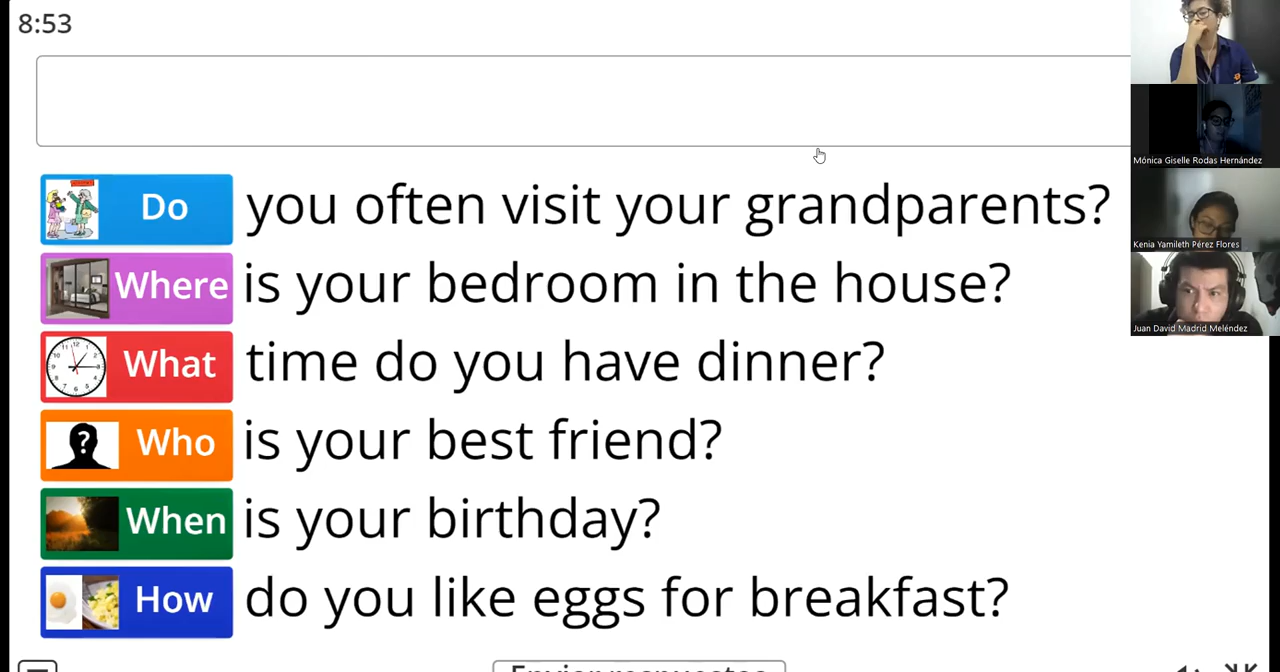 8:53
Mónica Giselle Rodas Hernández
Do you often visit your grandparents?
Kenia Yamileth Pérez Flores
Where is your bedroom in the house?
Juan David Madrid Meléndez
What time do you have dinner?
Who is your best friend?
When is your birthday?
How do you like eggs for breakfast?
Enviar respuestas